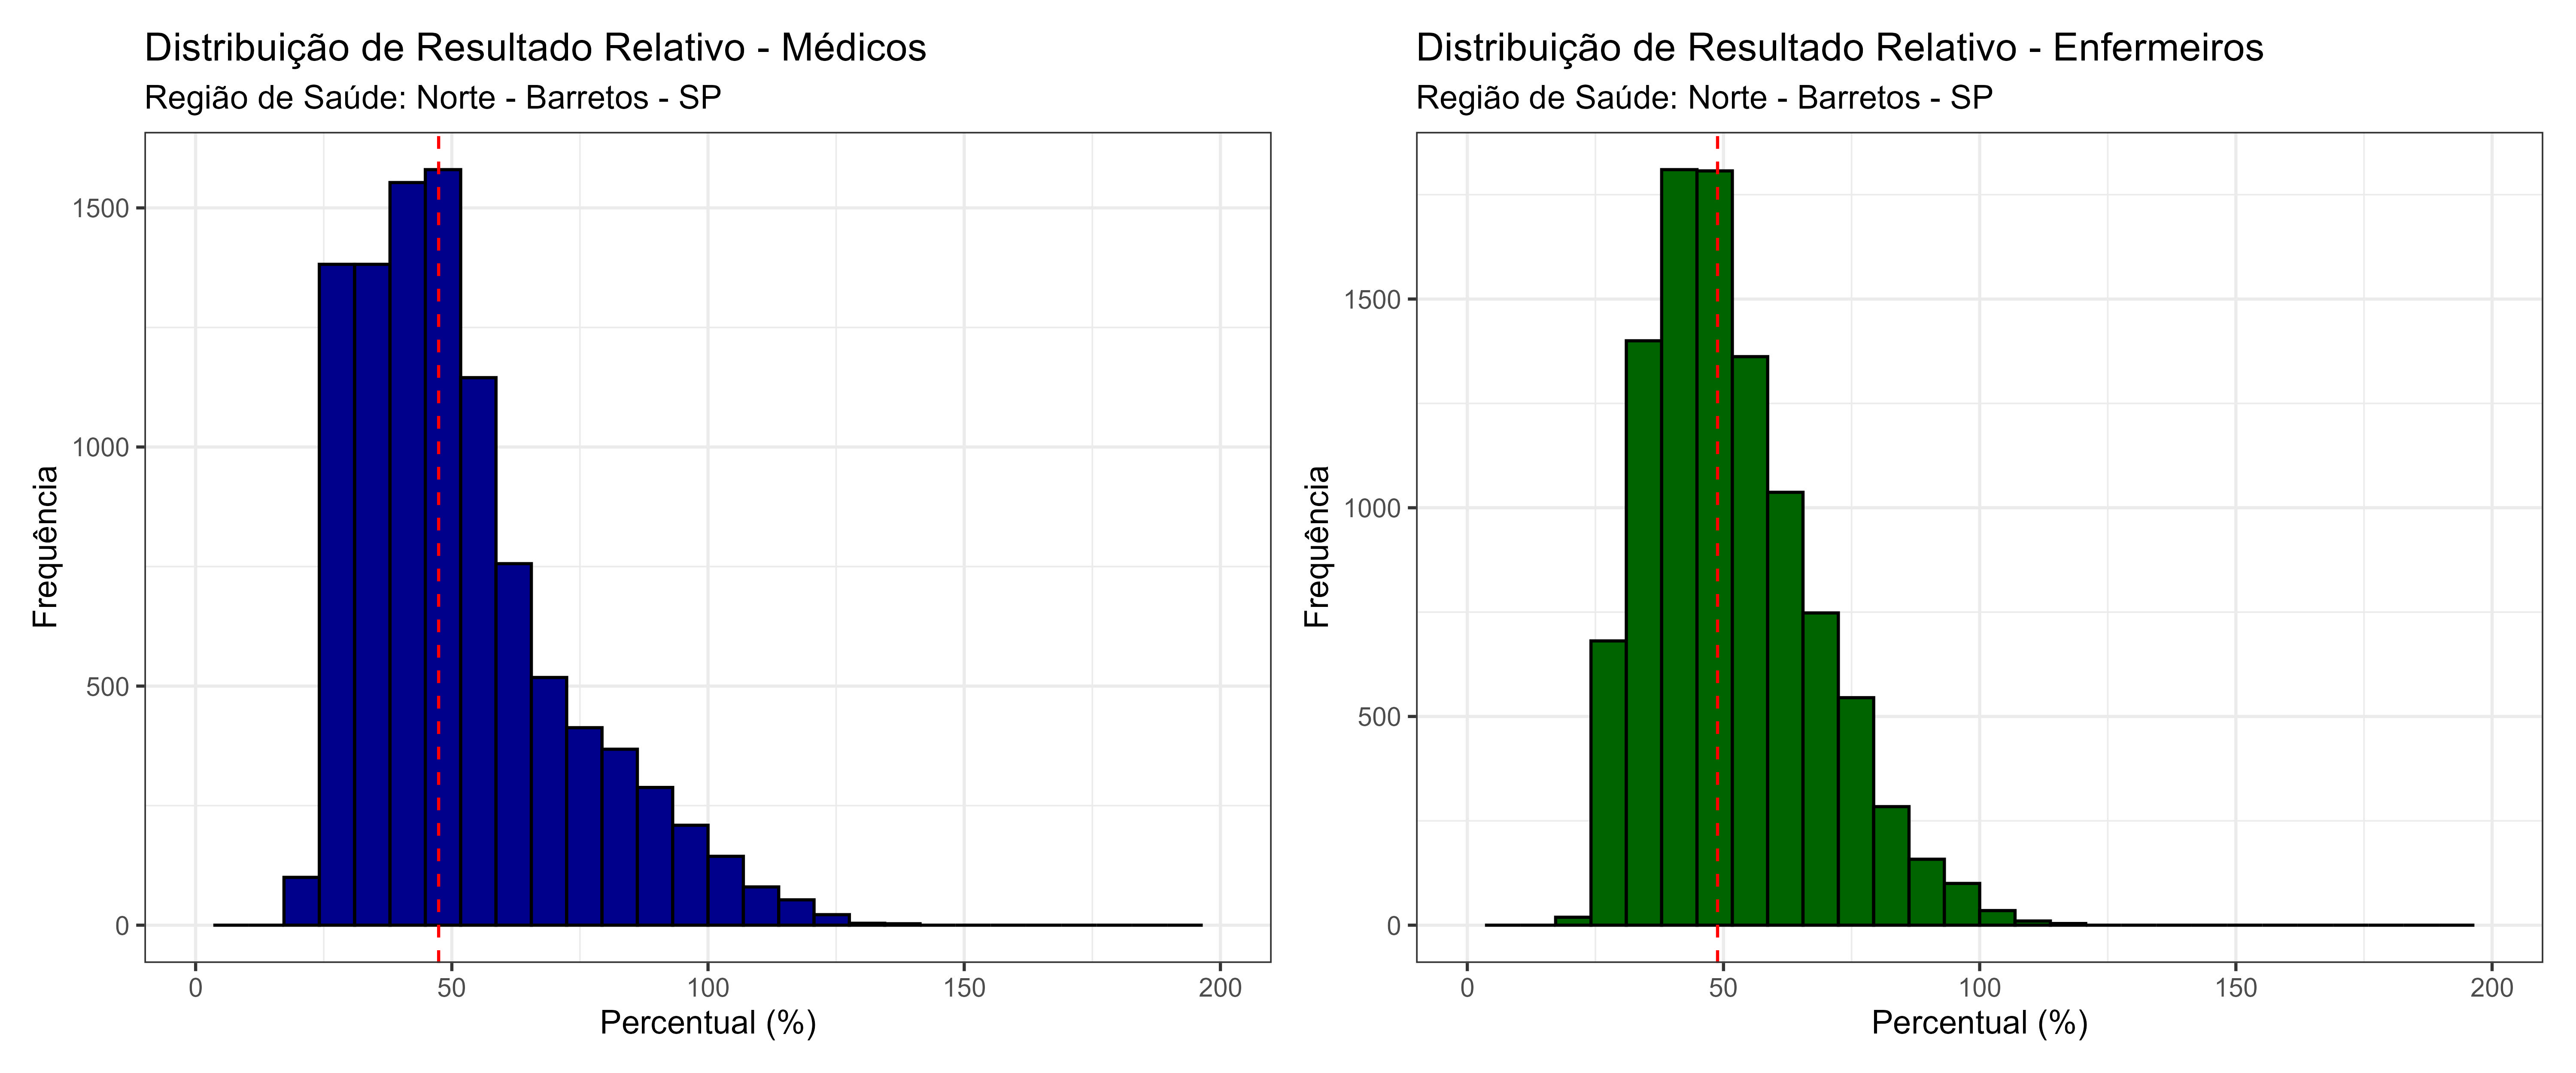 Distribuição de Resultado Relativo - Médicos
Região de Saúde: Norte - Barretos - SP
1500
1000
500
0
Frequência
0 50 100 150 200
Percentual (%)
Distribuição de Resultado Relativo - Enfermeiros
Região de Saúde: Norte - Barretos - SP
1500
1000
500
0
Frequência
0 50 100 150 200
Percentual (%)